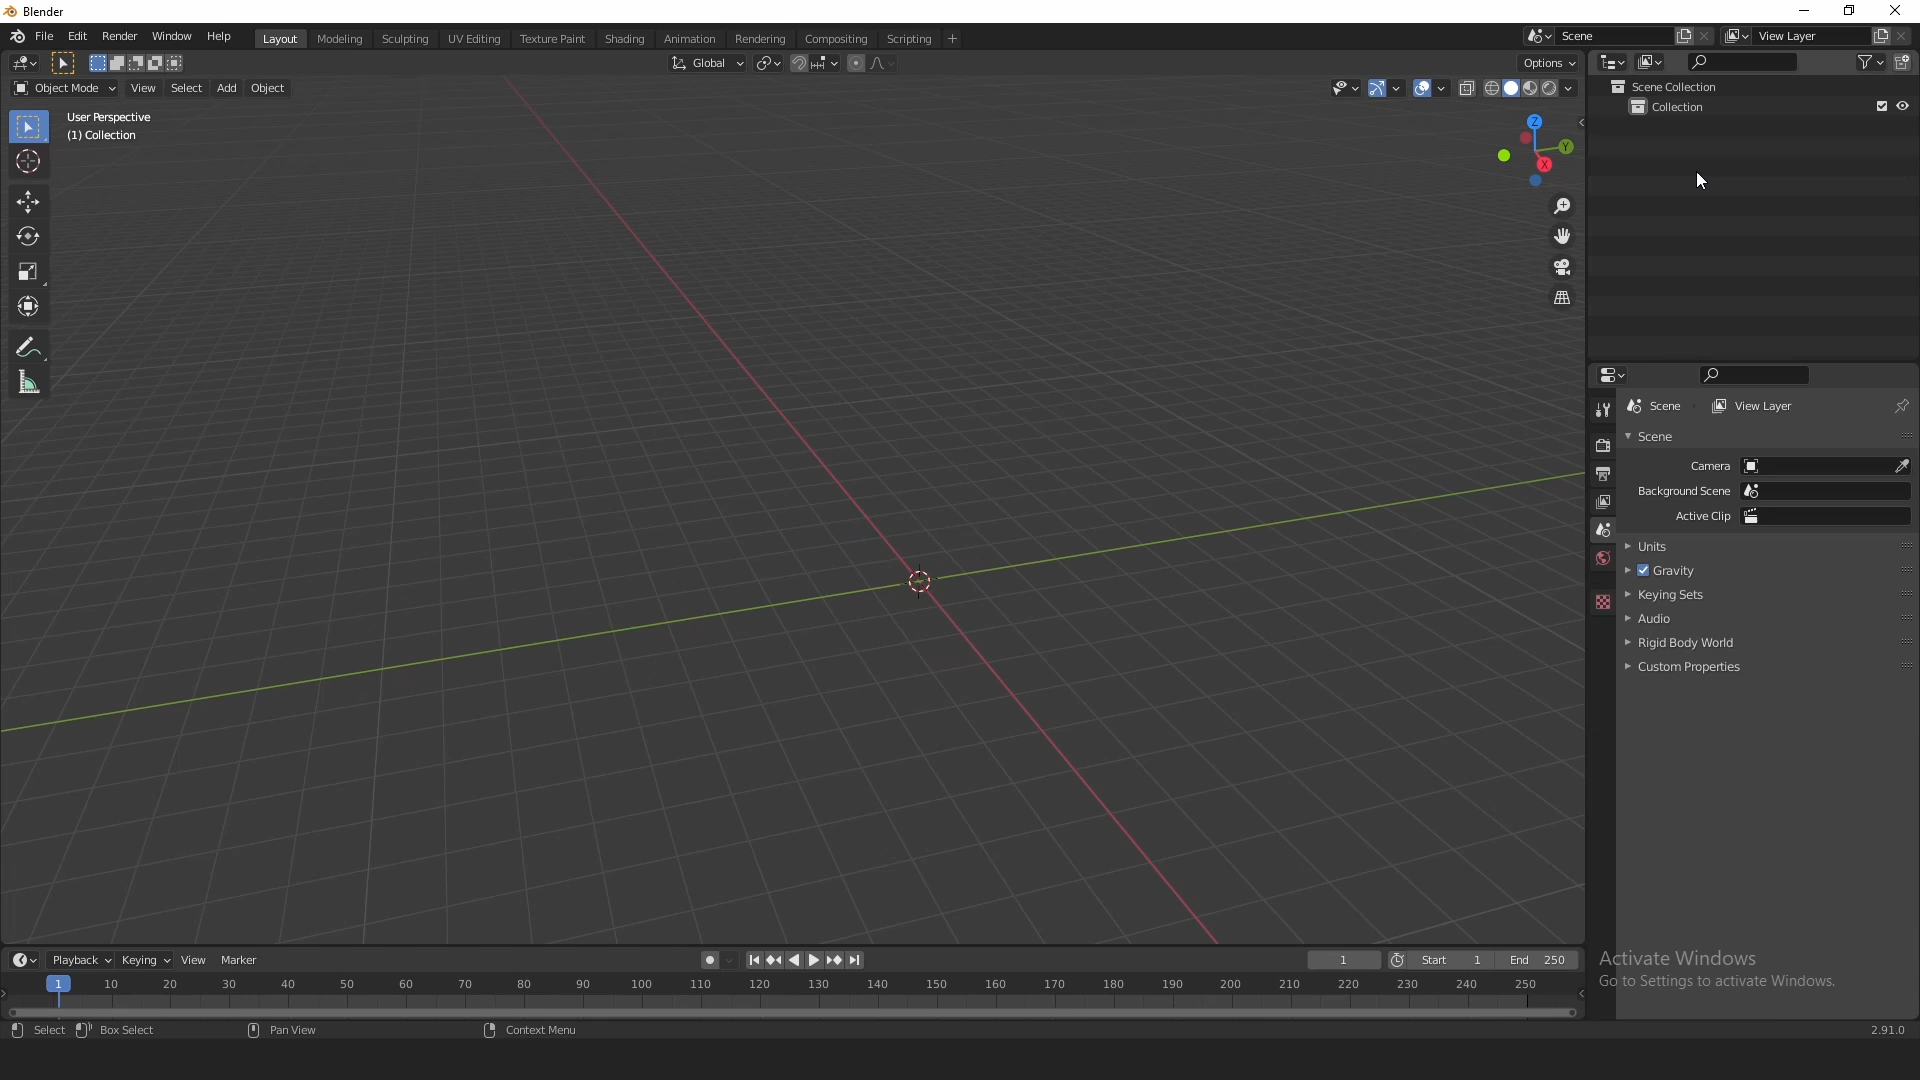 Blender
File Edit Render Window Help Layout Modeling Sculpting UV Editing Texture Paint Shading Animation Rendering Compositing Scripting + Scene View Layer
Global Options
Object Mode View Select Add Object
User Perspective
(1) Collection
Z
Y
X
Scene Collection
Collection
Scene View Layer
Scene
Camera
Background Scene
Active Clip
Units
Gravity
Keying Sets
Audio
Rigid Body World
Custom Properties
Activate Windows
Go to Settings to activate Windows.
Playback Keying View Marker 1 Start 1 End 250
1 10 20 30 40 50 60 70 80 90 100 110 120 130 140 150 160 170 180 190 200 210 220 230 240 250
Select Box Select Pan View Context Menu 2.91.0